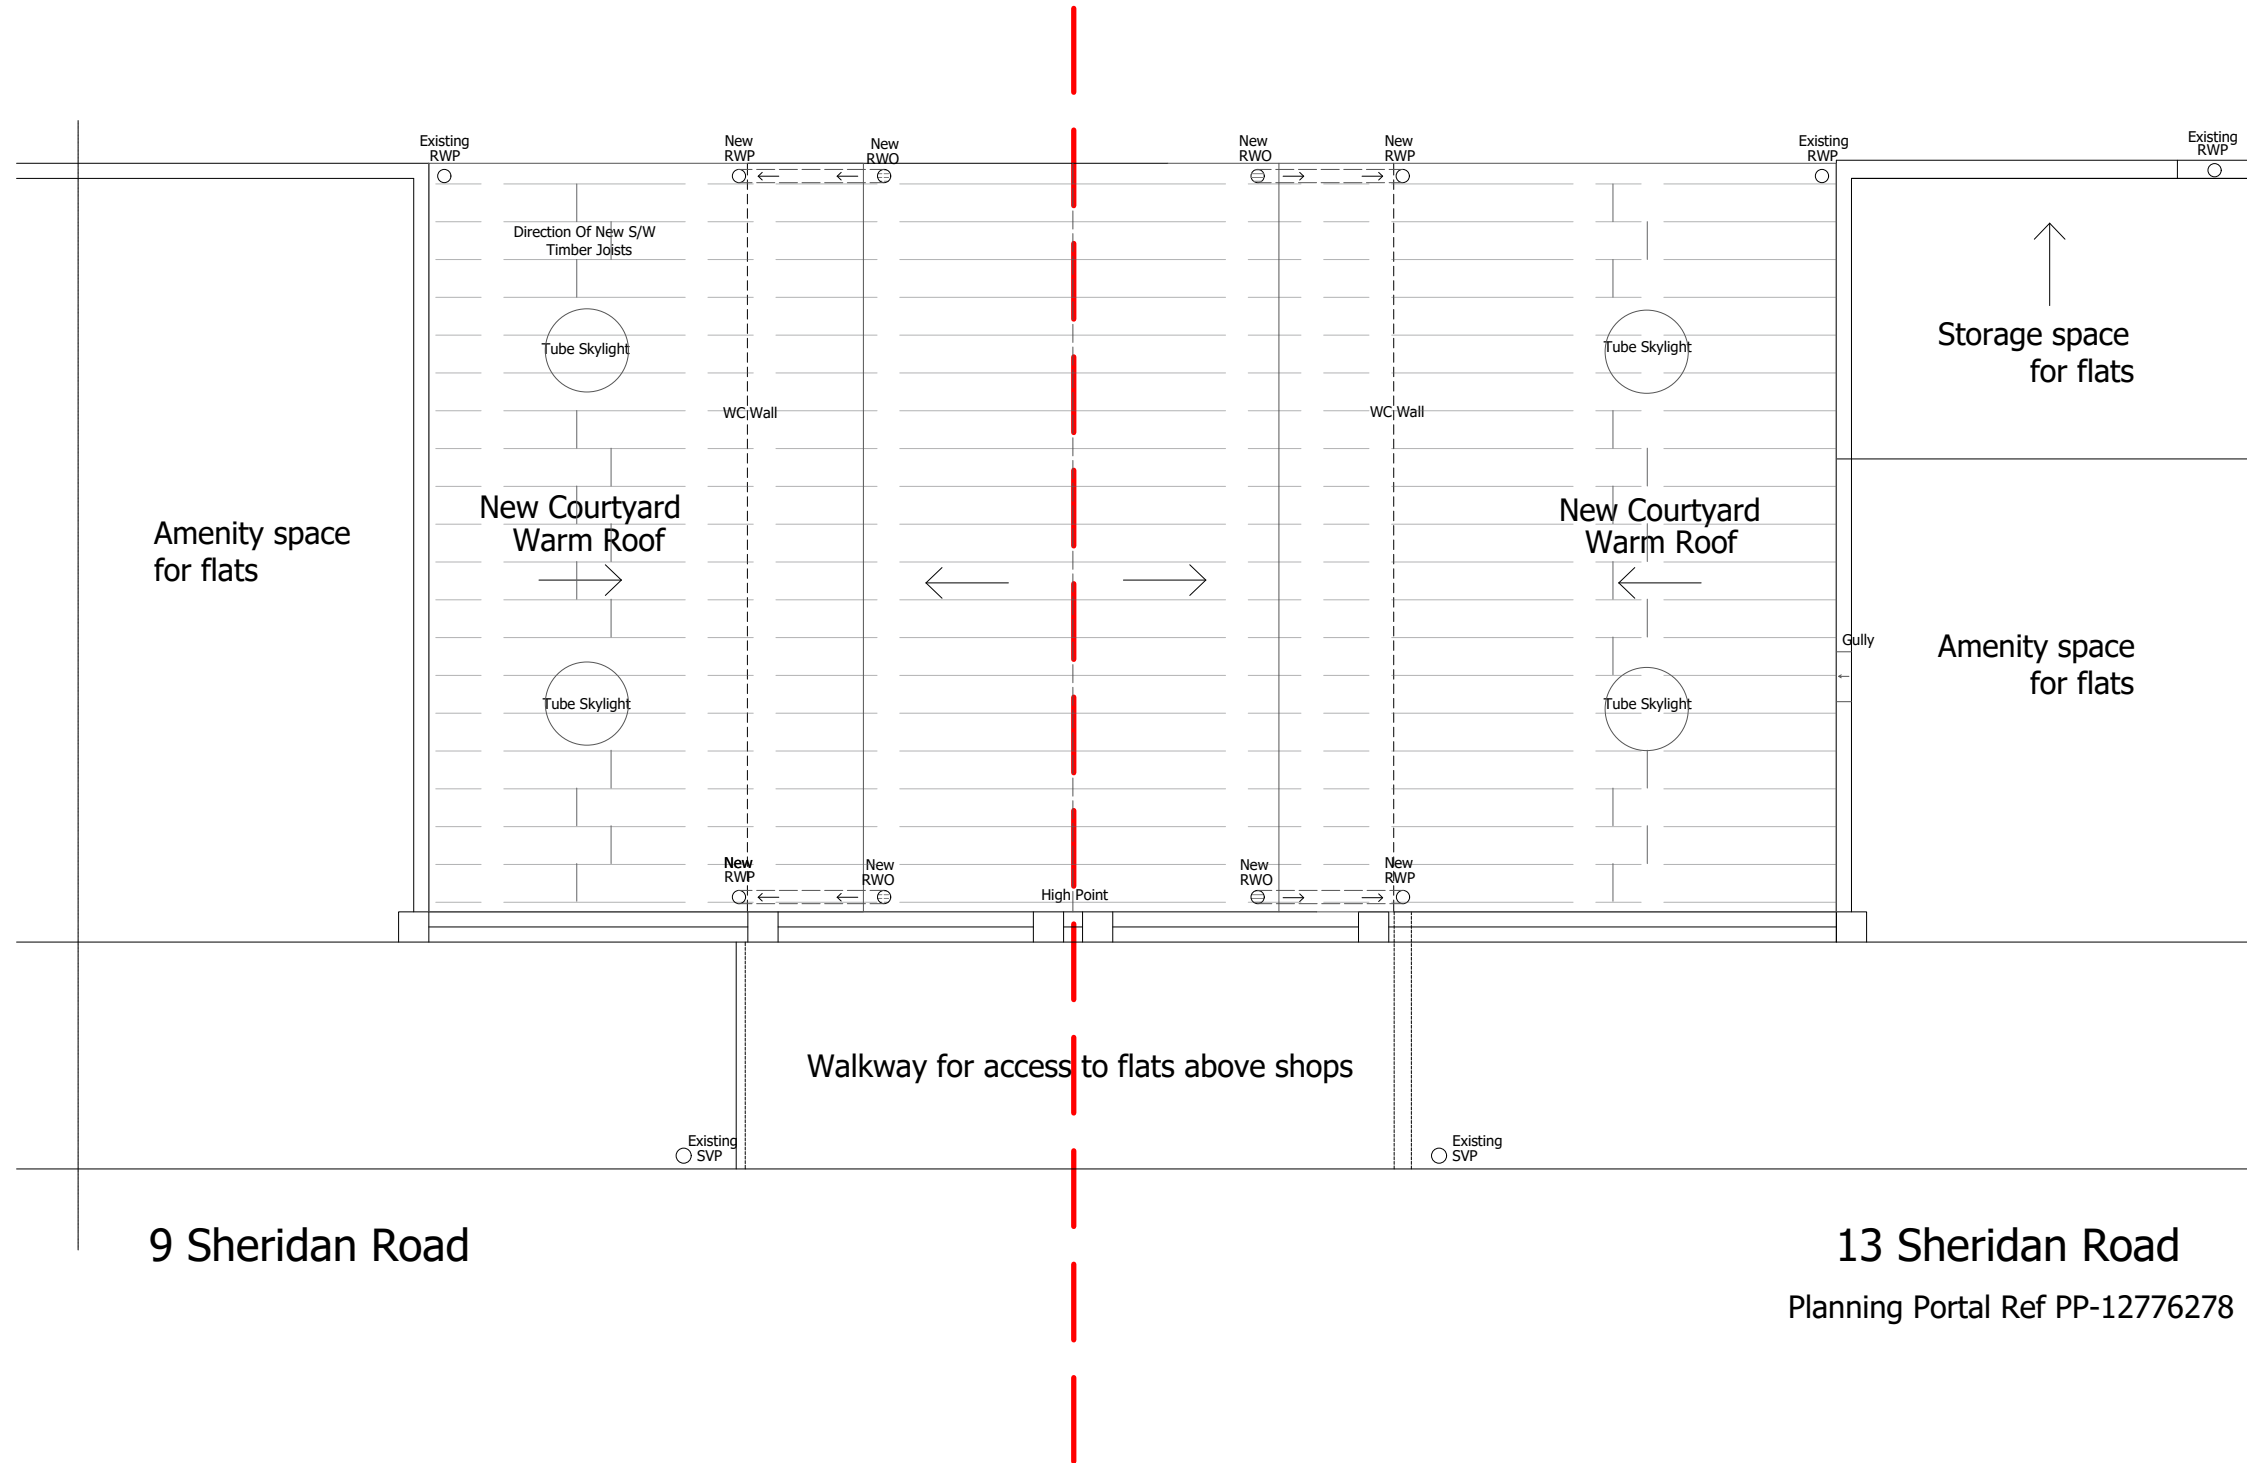 Existing
RWP
New
RWP
New
RWO
New
RWO
New
RWP
Existing
RWP
Existing
RWP
Direction Of New S/W
Timber Joists
Tube Skylight
Tube Skylight
Storage space
for flats
WC Wall
WC Wall
New Courtyard
Warm Roof
New Courtyard
Warm Roof
Amenity space
for flats
Gully
Amenity space
for flats
Tube Skylight
Tube Skylight
New
RWP
New
RWO
High Point
New
RWO
New
RWP
Walkway for access to flats above shops
Existing
SVP
Existing
SVP
9 Sheridan Road
13 Sheridan Road
Planning Portal Ref PP-12776278